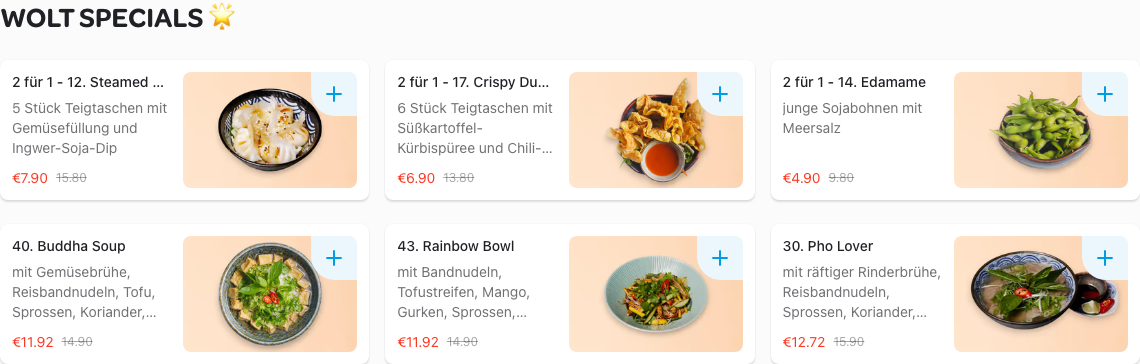 WOLT SPECIALS 🌟
2 für 1 - 12. Steamed ...
5 Stück Teigtaschen mit
Gemüsefüllung und
Ingwer-Soja-Dip
€7.90 15.80
2 für 1 - 17. Crispy Du...
6 Stück Teigtaschen mit
Süßkartoffel-
Kürbispüree und Chili-...
€6.90 13.80
2 für 1 - 14. Edamame
junge Sojabohnen mit
Meersalz
€4.90 9.80
40. Buddha Soup
mit Gemüsebrühe,
Reisbandnudeln, Tofu,
Sprossen, Koriander,...
€11.92 14.90
43. Rainbow Bowl
mit Bandnudeln,
Tofustreifen, Mango,
Gurken, Sprossen,...
€11.92 14.90
30. Pho Lover
mit räftiger Rinderbrühe,
Reisbandnudeln,
Sprossen, Koriander,...
€12.72 15.90